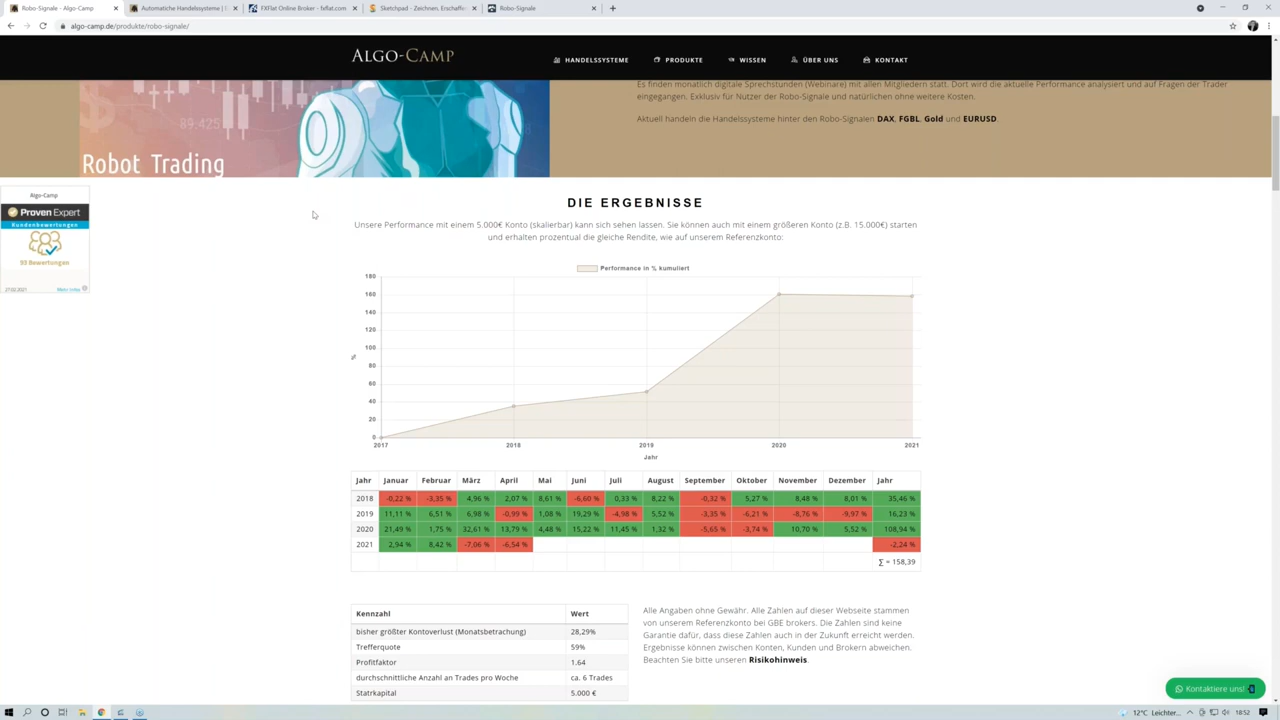 Robo-Signale - Algo-Camp
Automatiche Handelssysteme | D
FXFlat Online Broker - fxflat.com
Sketchpad - Zeichnen, Erschaffe
Robo-Signale
algo-camp.de/produkte/robo-signale/
ALGO-CAMP
HANDELSSYSTEME
PRODUKTE
WISSEN
ÜBER UNS
KONTAKT
Es finden monatlich digitale Sprechstunden (Webinare) mit allen Mitgliedern statt. Dort wird die aktuelle Performance analysiert und auf Fragen der Trader
eingegangen. Exklusiv für Nutzer der Robo-Signale und natürlichen ohne weitere Kosten.
Aktuell handeln die Handelssysteme hinter den Robo-Signalen DAX, FGBL, Gold und EURUSD.
89.425
Robot Trading
Algo-Camp
Proven Expert
Kundenbewertungen
93 Bewertungen
27.02.2021 Mehr Infos
DIE ERGEBNISSE
Unsere Performance mit einem 5.000€ Konto (skalierbar) kann sich sehen lassen. Sie können auch mit einem größeren Konto (z.B. 15.000€) starten
und erhalten prozentual die gleiche Rendite, wie auf unserem Referenzkonto:
Performance in % kumuliert
180
160
140
120
100
80
60
40
20
0
%
2017 2018 2019 2020 2021
Jahr
Jahr Januar Februar März April Mai Juni Juli August September Oktober November Dezember Jahr
2018 -0,22 % -3,35 % 4,96 % 2,07 % 8,61 % -6,60 % 0,33 % 8,22 % -0,32 % 5,27 % 8,48 % 8,01 % 35,46 %
2019 11,11 % 6,51 % 6,98 % -0,99 % 1,08 % 19,29 % -4,98 % 5,52 % -3,35 % -6,21 % -8,76 % -9,97 % 16,23 %
2020 21,49 % 1,75 % 32,61 % 13,79 % 4,48 % 15,22 % 11,45 % 1,32 % -5,65 % -3,74 % 10,70 % 5,52 % 108,94 %
2021 2,94 % 8,42 % -7,06 % -6,54 % -2,24 %
∑ = 158,39
Kennzahl Wert
bisher größter Kontoverlust (Monatsbetrachung) 28,29%
Trefferquote 59%
Profitfaktor 1.64
durchschnittliche Anzahl an Trades pro Woche ca. 6 Trades
Statrkapital 5.000 €
Alle Angaben ohne Gewähr. Alle Zahlen auf dieser Webseite stammen
von unserem Referenzkonto bei GBE brokers. Die Zahlen sind keine
Garantie dafür, dass diese Zahlen auch in der Zukunft erreicht werden.
Ergebnisse können zwischen Konten, Kunden und Brokern abweichen.
Beachten Sie bitte unseren Risikohinweis.
Kontaktiere uns!
12°C Leichter... 18:52